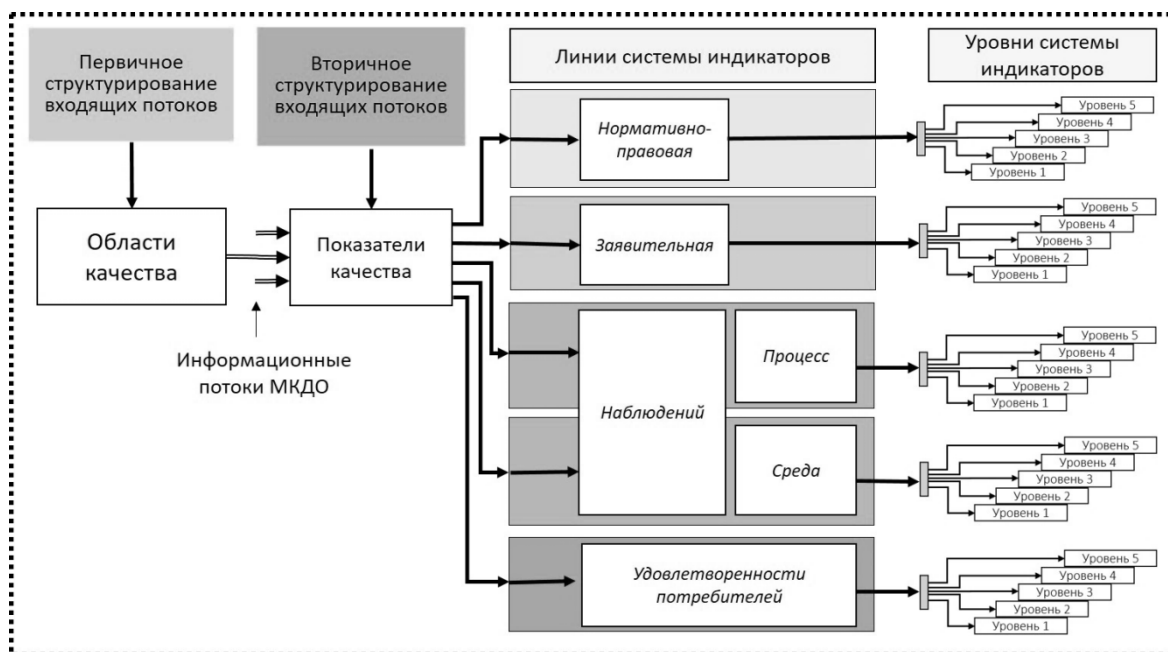 Первичное
структурирование
входящих потоков
Вторичное
структурирование
входящих потоков
Линии системы индикаторов
Уровни системы
индикаторов
Области
качества
Показатели
качества
Информационные
потоки МКДО
Нормативно-
правовая
Уровень 5
Уровень 4
Уровень 3
Уровень 2
Уровень 1
Заявительная
Уровень 5
Уровень 4
Уровень 3
Уровень 2
Уровень 1
Наблюдений
Процесс
Уровень 5
Уровень 4
Уровень 3
Уровень 2
Уровень 1
Среда
Уровень 5
Уровень 4
Уровень 3
Уровень 2
Уровень 1
Удовлетворенности
потребителей
Уровень 5
Уровень 4
Уровень 3
Уровень 2
Уровень 1